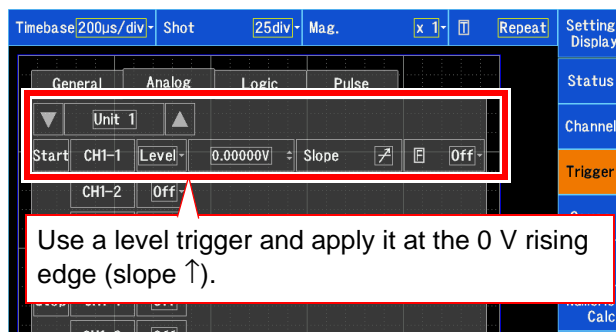 Timebase 200µs/div Shot 25div Mag. x 1 T Repeat Setting
Display
Status
General Analog Logic Pulse
Unit 1
Channel
Start CH1-1 Level 0.00000V Slope F Off
Trigger
CH1-2 Off
Use a level trigger and apply it at the 0 V rising
edge (slope ↑).
Calc